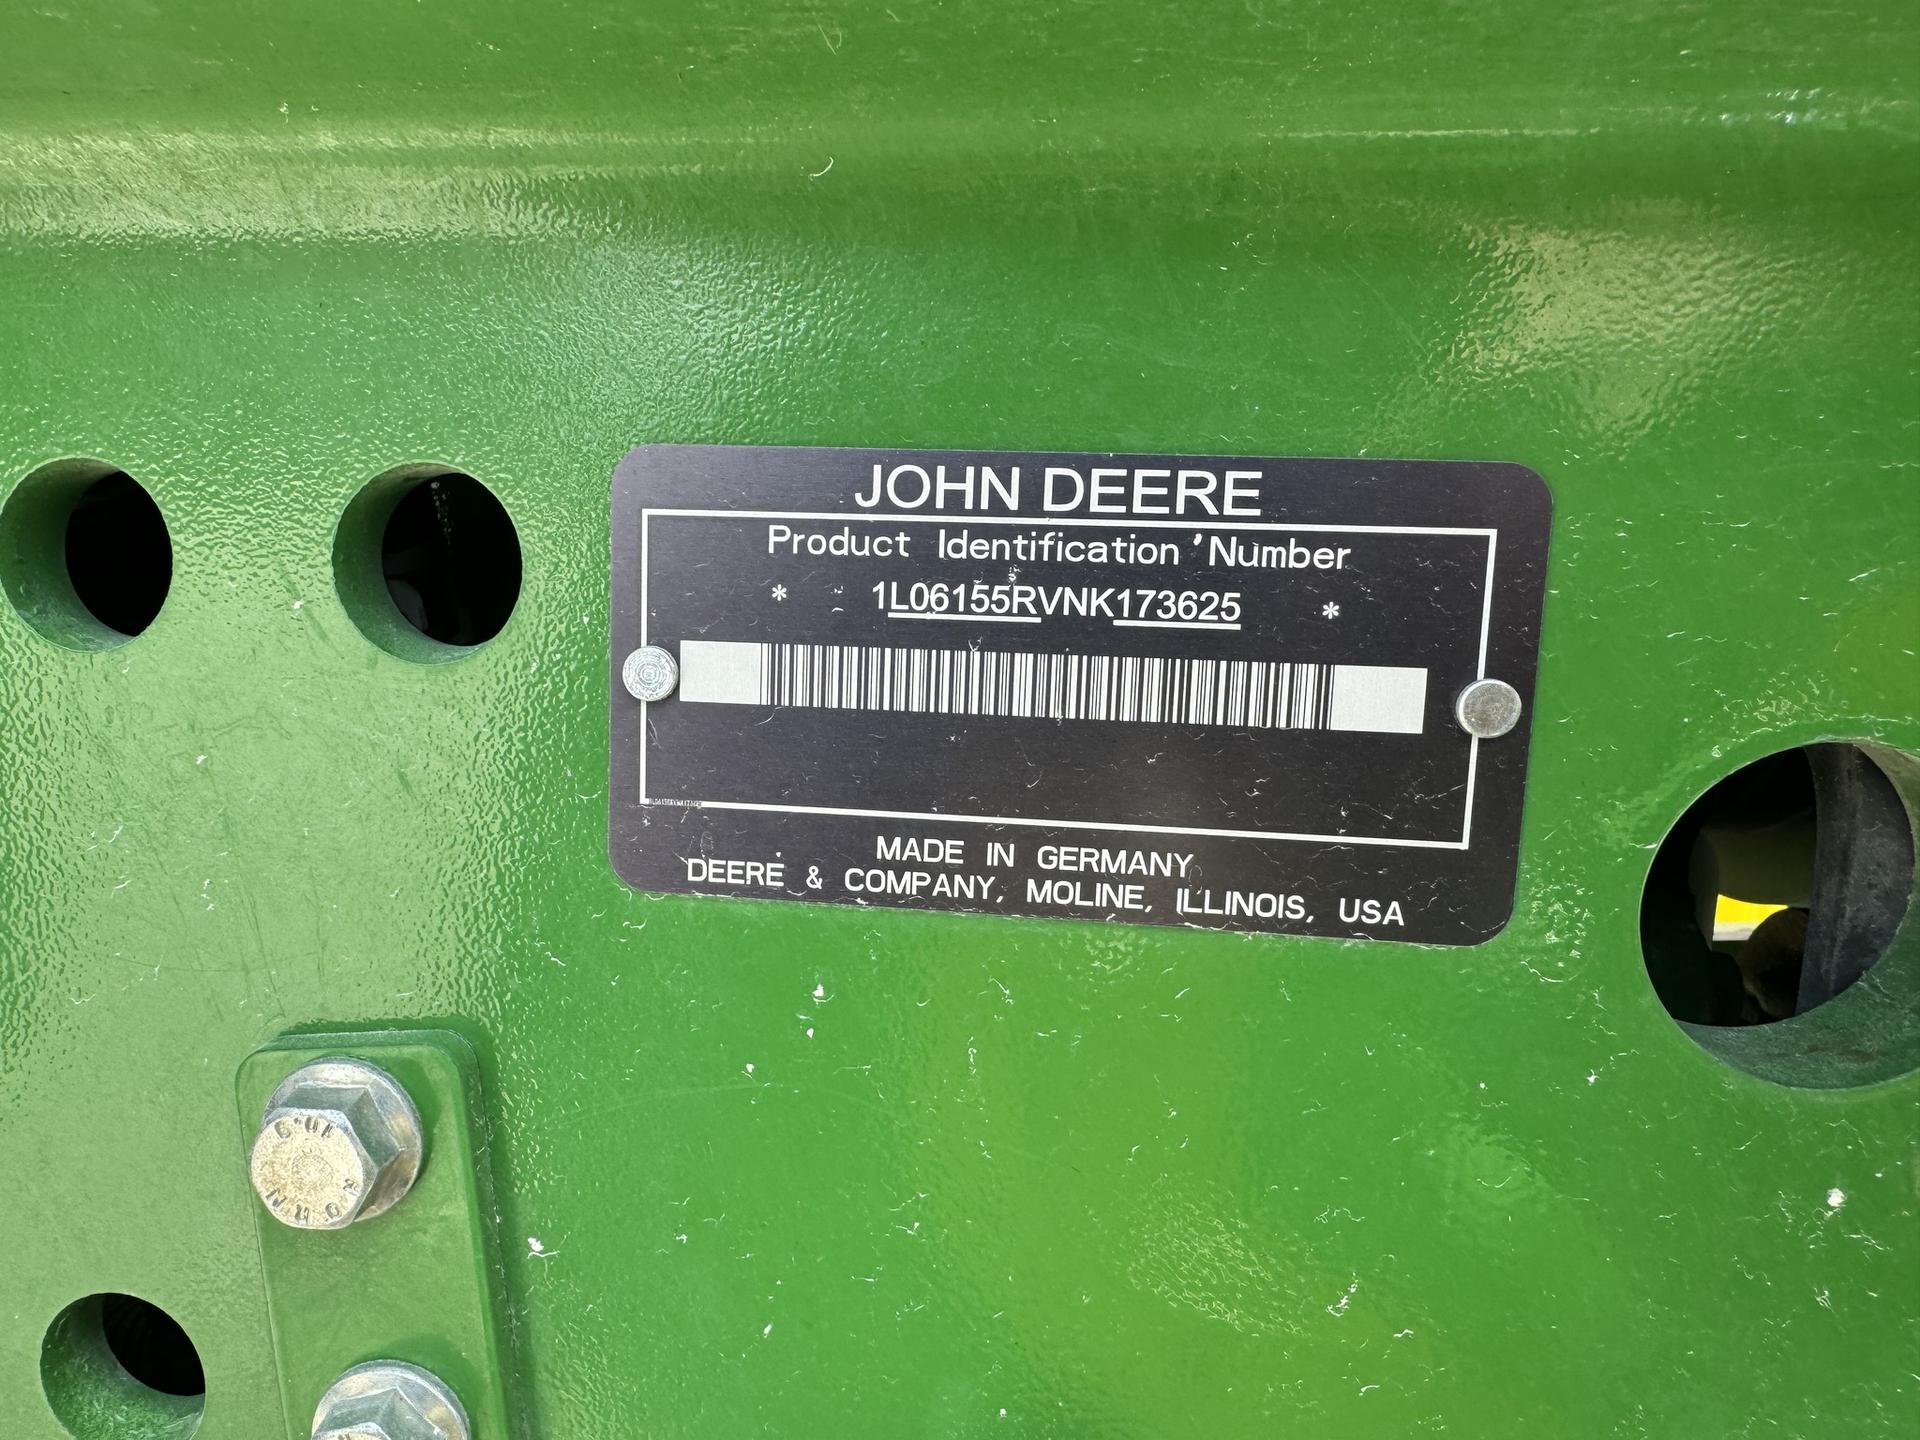 JOHN DEERE
Product Identification Number
* 1L06155RVNK173625 *
MADE IN GERMANY
DEERE & COMPANY, MOLINE, ILLINOIS, USA